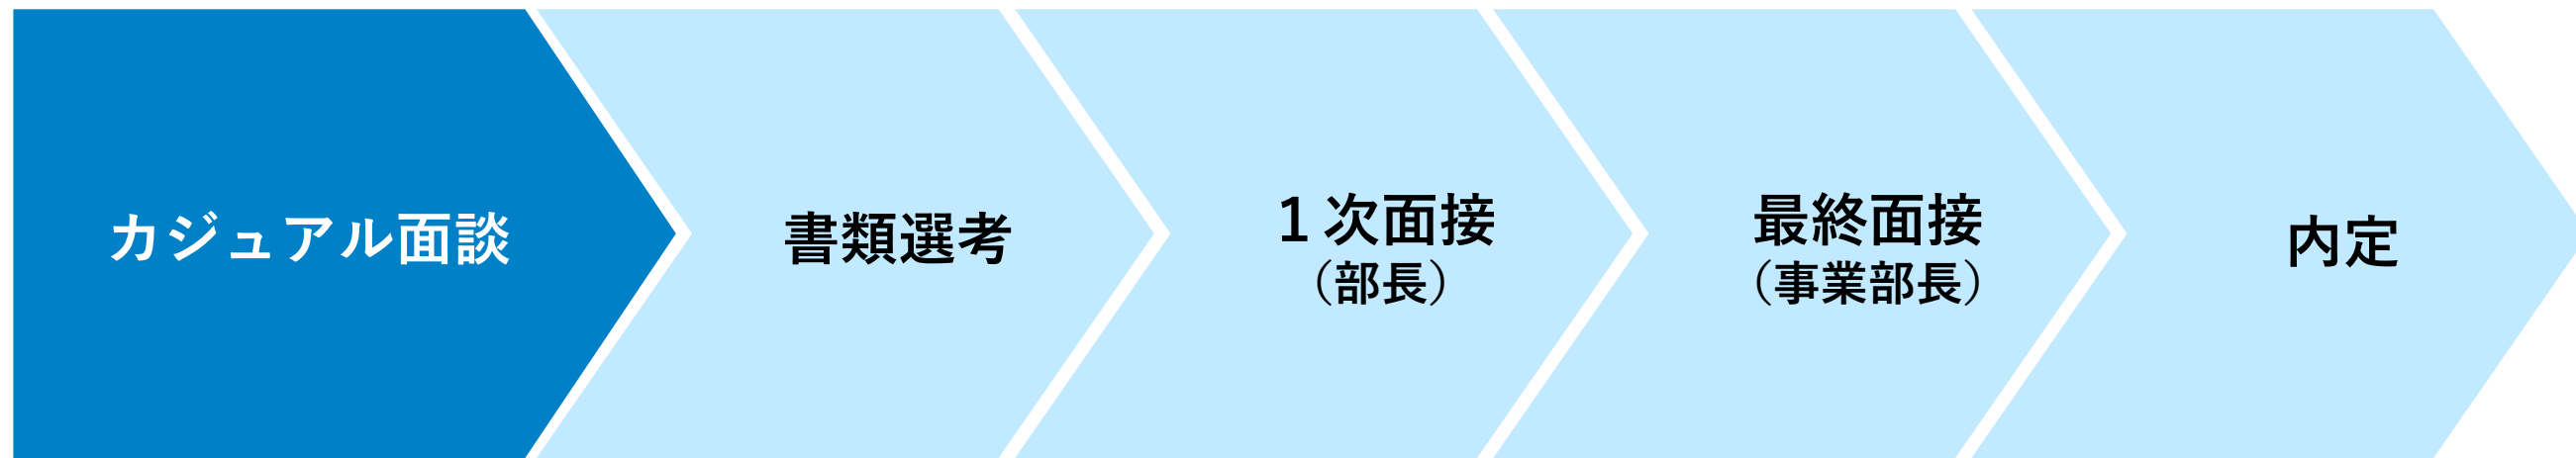 カジュアル面談
書類選考
1次面接
（部長）
最終面接
（事業部長）
内定